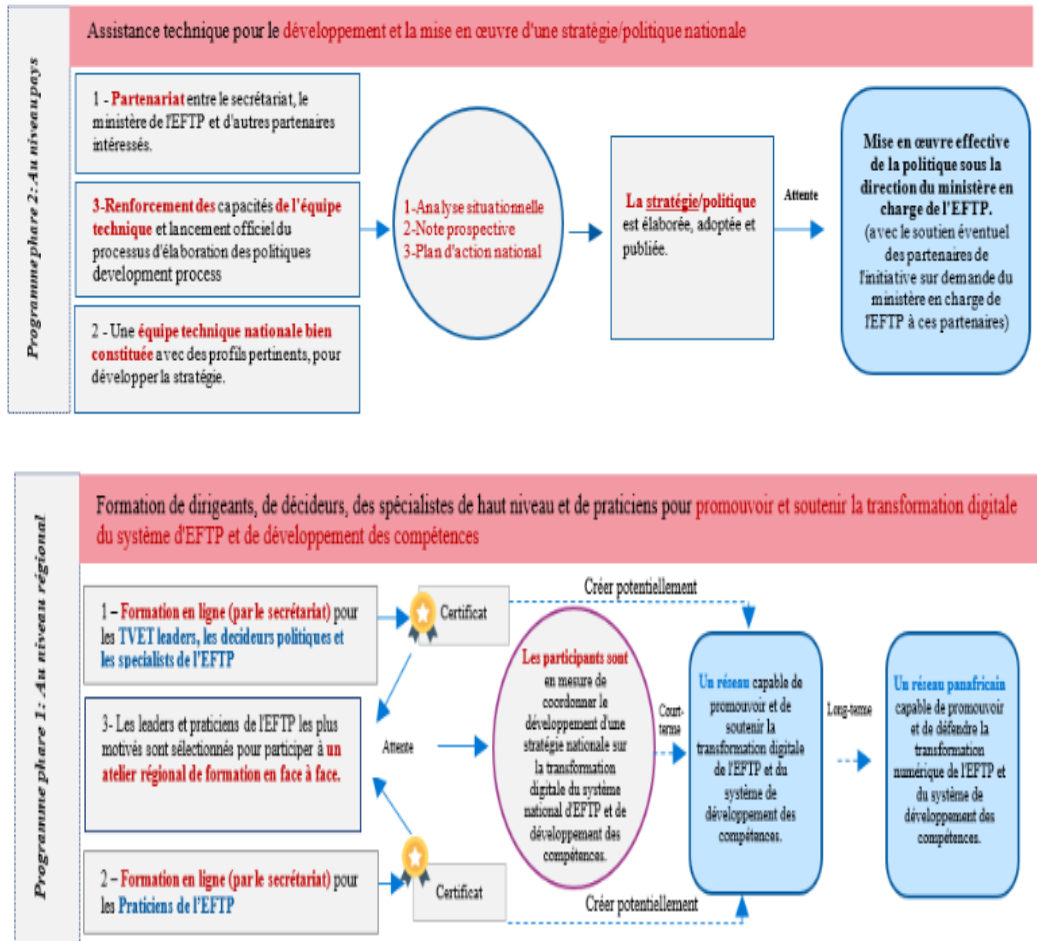 Programme phare 2: Au niveau pays
Assistance technique pour le développement et la mise en œuvre d'une stratégie/politique nationale
1 - Partenariat entre le secrétariat, le
ministère de l'EFTP et d'autres partenaires
intéressés.
3-Renforcement des capacités de l'équipe
technique et lancement officiel du
processus d'élaboration des politiques
development process
2 - Une équipe technique nationale bien
constituée avec des profils pertinents, pour
développer la stratégie.
1-Analyse situationnelle
2-Note prospective
3-Plan d'action national
La stratégie/politique
est élaborée, adoptée et
publiée.
Attente
Mise en œuvre effective
de la politique sous la
direction du ministère en
charge de l'EFTP.
(avec le soutien éventuel
des partenaires de
l'initiative sur demande du
ministère en charge de
l'EFTP à ces partenaires)
Programme phare 1: Au niveau régional
Formation de dirigeants, de décideurs, des spécialistes de haut niveau et de praticiens pour promouvoir et soutenir la transformation digitale
du système d'EFTP et de développement des compétences
1 – Formation en ligne (par le secrétariat) pour
les TVET leaders, les decideurs politiques et
les specialists de l'EFTP
Certificat
Créer potentiellement
3- Les leaders et praticiens de l'EFTP les plus
motivés sont sélectionnés pour participer à un
atelier régional de formation en face à face.
Attente
2 – Formation en ligne (par le secrétariat) pour
les Praticiens de l'EFTP
Certificat
Créer potentiellement
Les participants sont
en mesure de
coordonner le
développement d'une
stratégie nationale sur
la transformation
digitale du système
national d'EFTP et de
développement des
compétences.
Court-
terme
Un réseau capable de
promouvoir et de
soutenir la
transformation digitale
de l'EFTP et du
système de
développement des
compétences.
Long-terme
Un réseau panafricain
capable de promouvoir
et de défendre la
transformation
numérique de l'EFTP et
du système de
développement des
compétences.